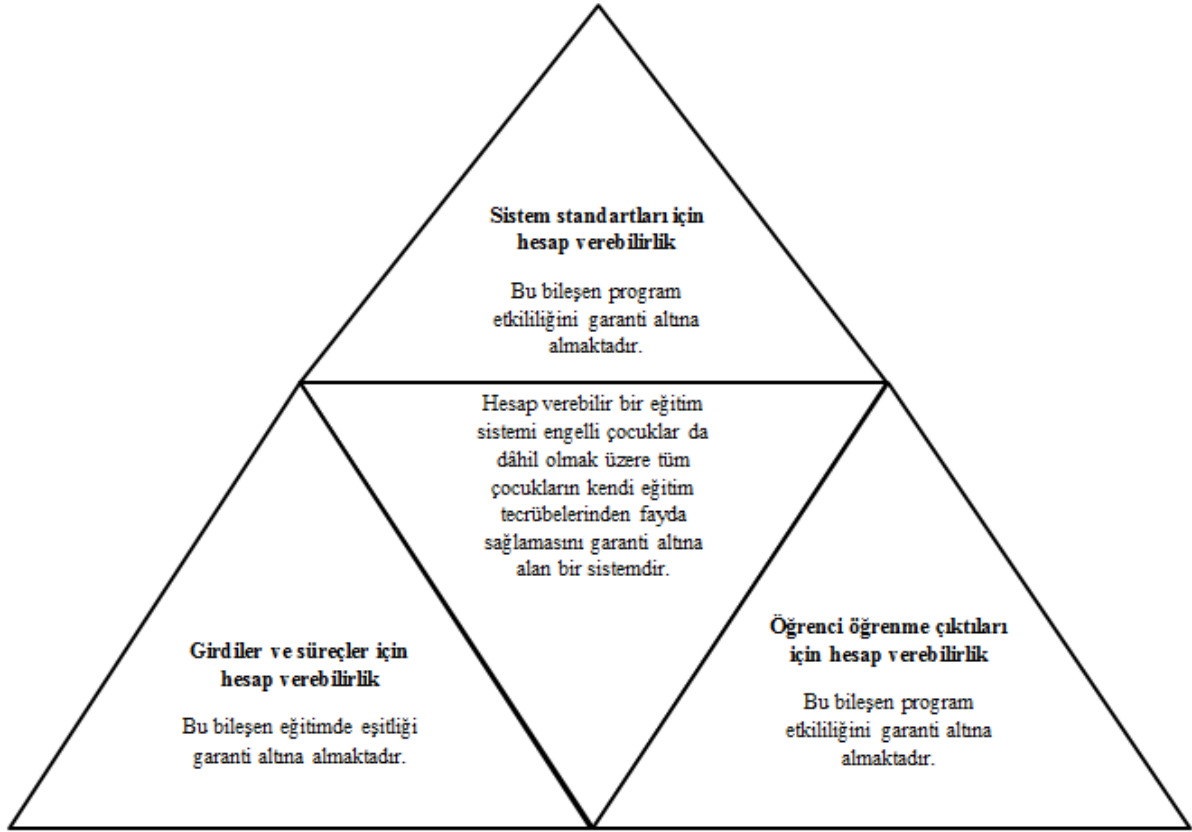 Sistem standartları için
hesap verebilirlik
Bu bileşen program
etkililiğini garanti altına
almaktadır.
Hesap verebilir bir eğitim
sistemi engelli çocuklar da
dâhil olmak üzere tüm
çocukların kendi eğitim
tecrübelerinden fayda
sağlamasını garanti altına
alan bir sistemdir.
Girdiler ve süreçler için
hesap verebilirlik
Bu bileşen eğitimde eşitliği
garanti altına almaktadır.
Öğrenci öğrenme çıktıları
için hesap verebilirlik
Bu bileşen program
etkililiğini garanti altına
almaktadır.